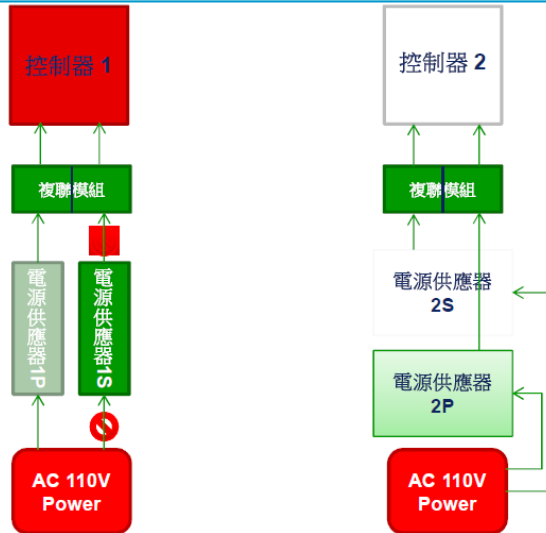 控制器 1
控制器 2
複聯模組
複聯模組
電源供應器1P
電源供應器1S
電源供應器
2S
電源供應器
2P
AC 110V
Power
AC 110V
Power